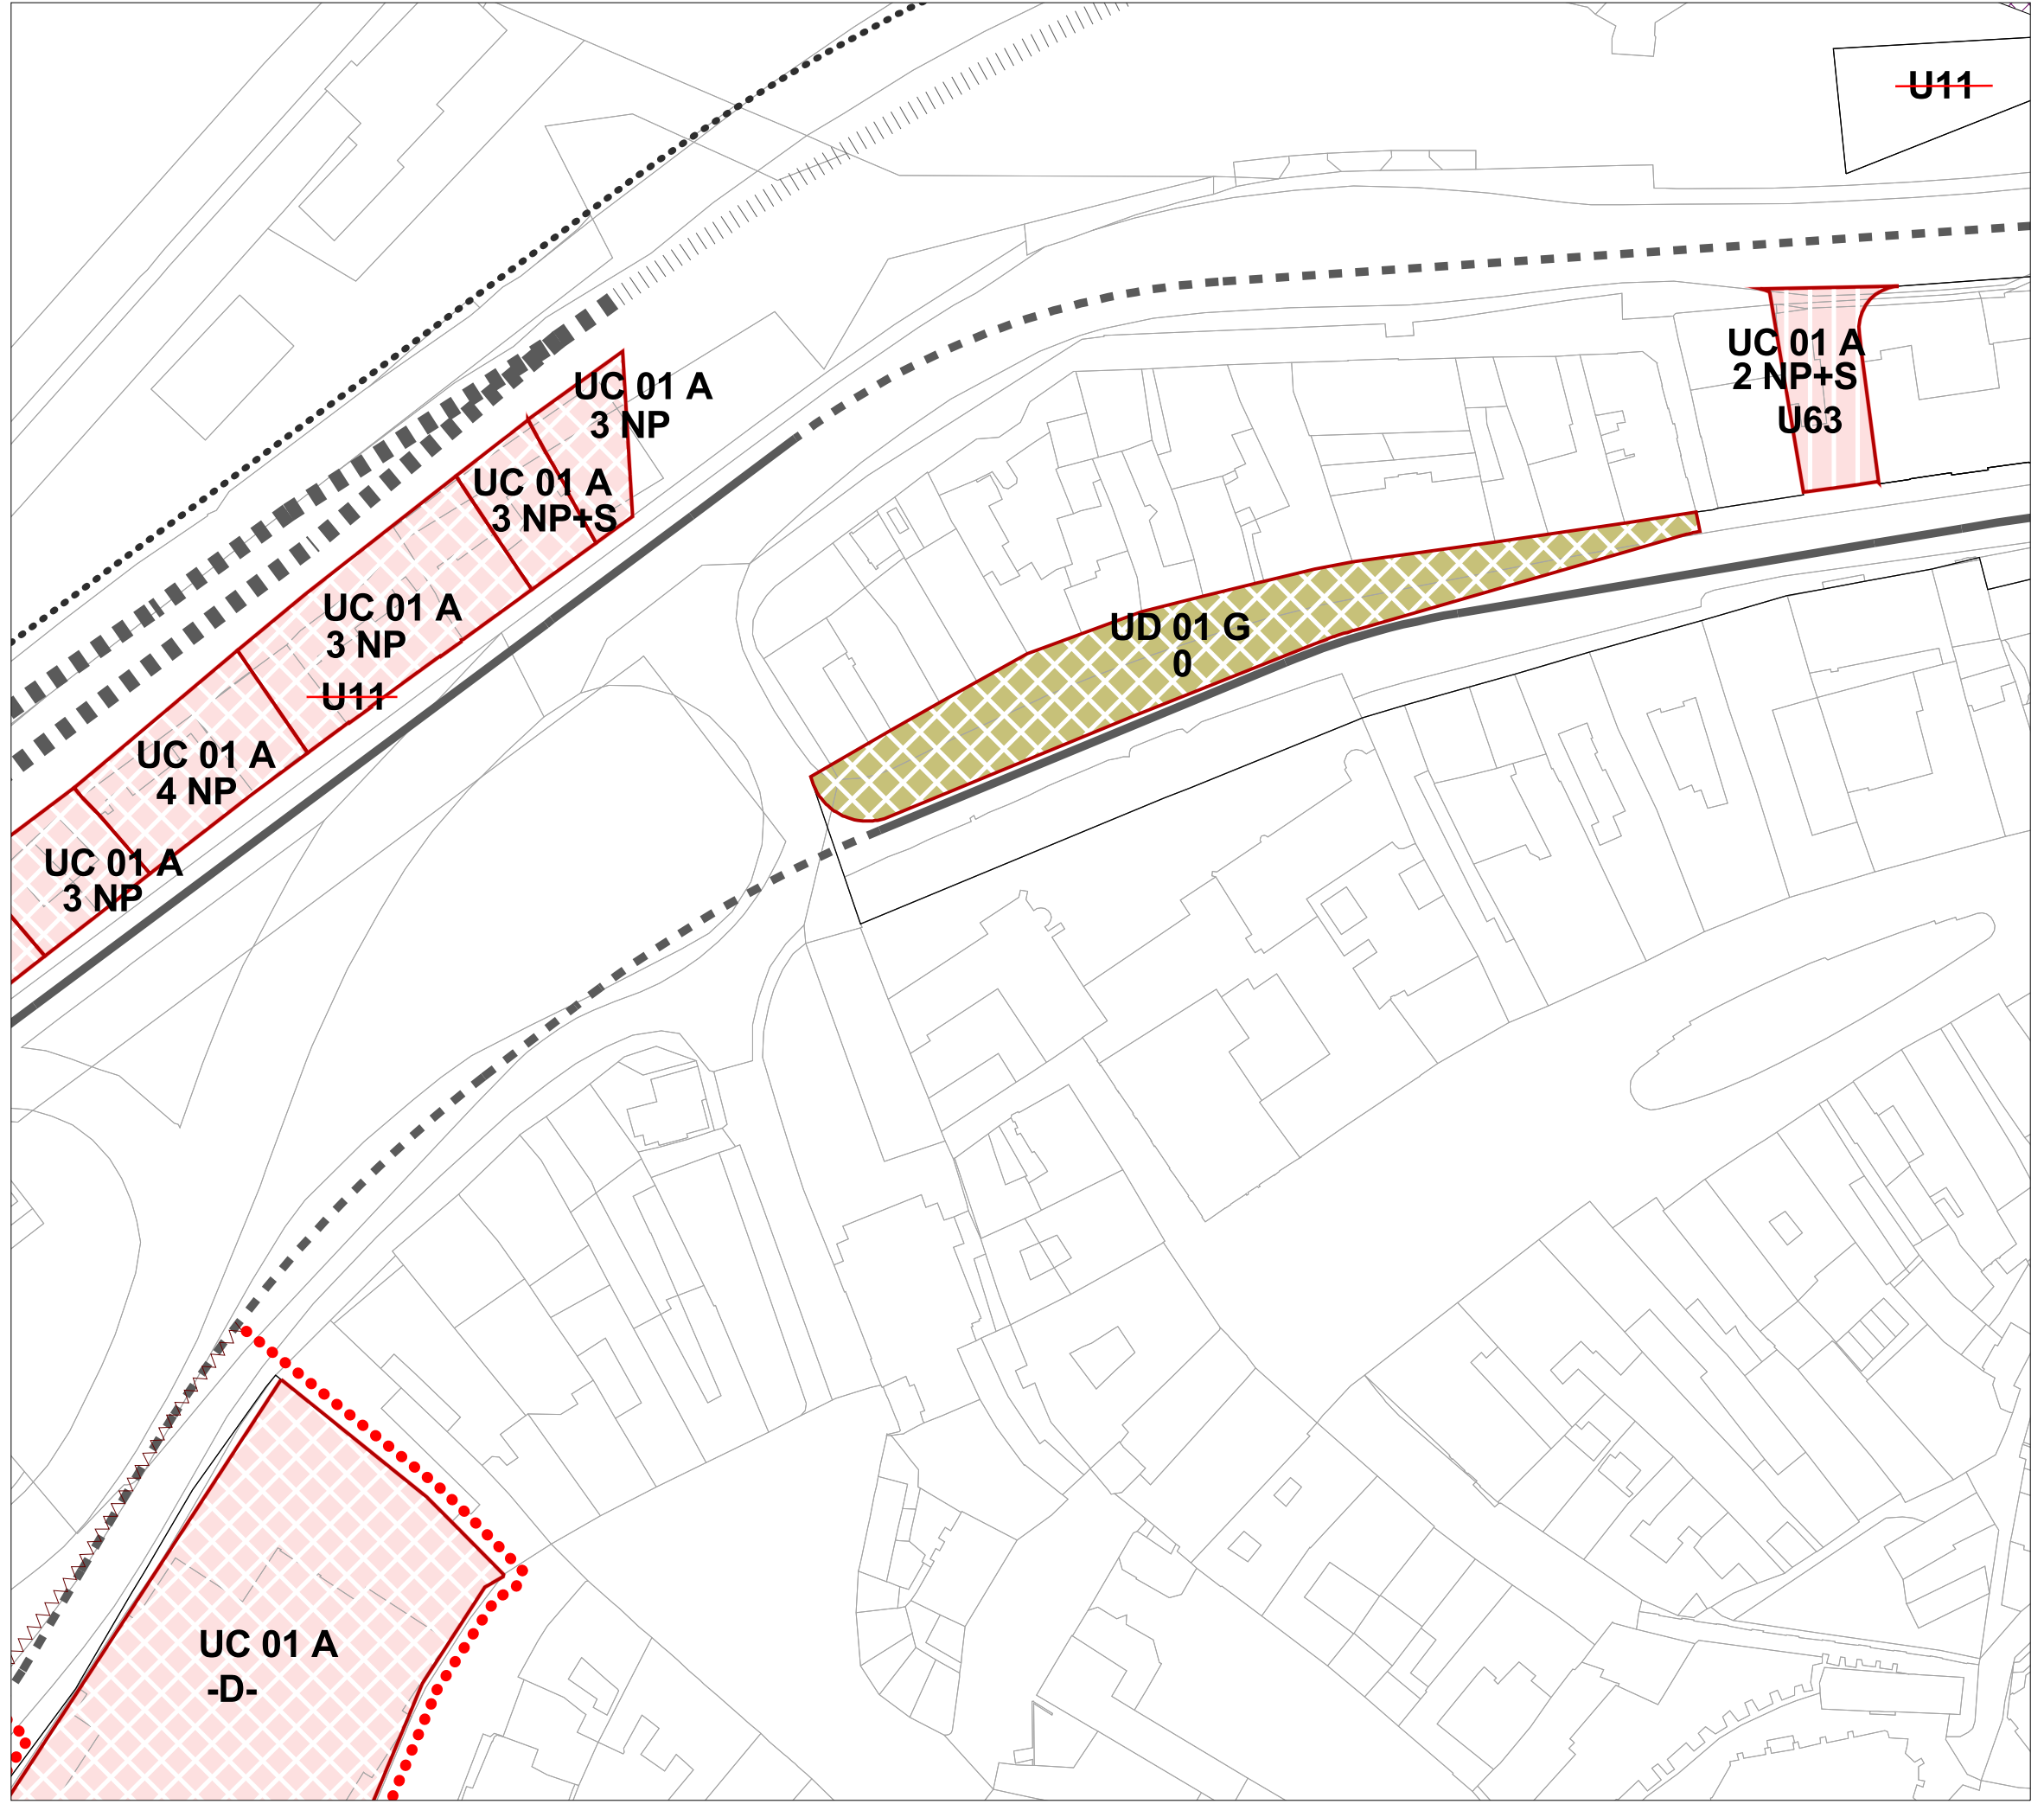 U11
UC 01 A
2 NP+S
U63
UC 01 A
3 NP
UC 01 A
3 NP+S
UC 01 A
3 NP
U11
UD 01 G
0
UC 01 A
4 NP
UC 01 A
3 NP
UC 01 A
-D-